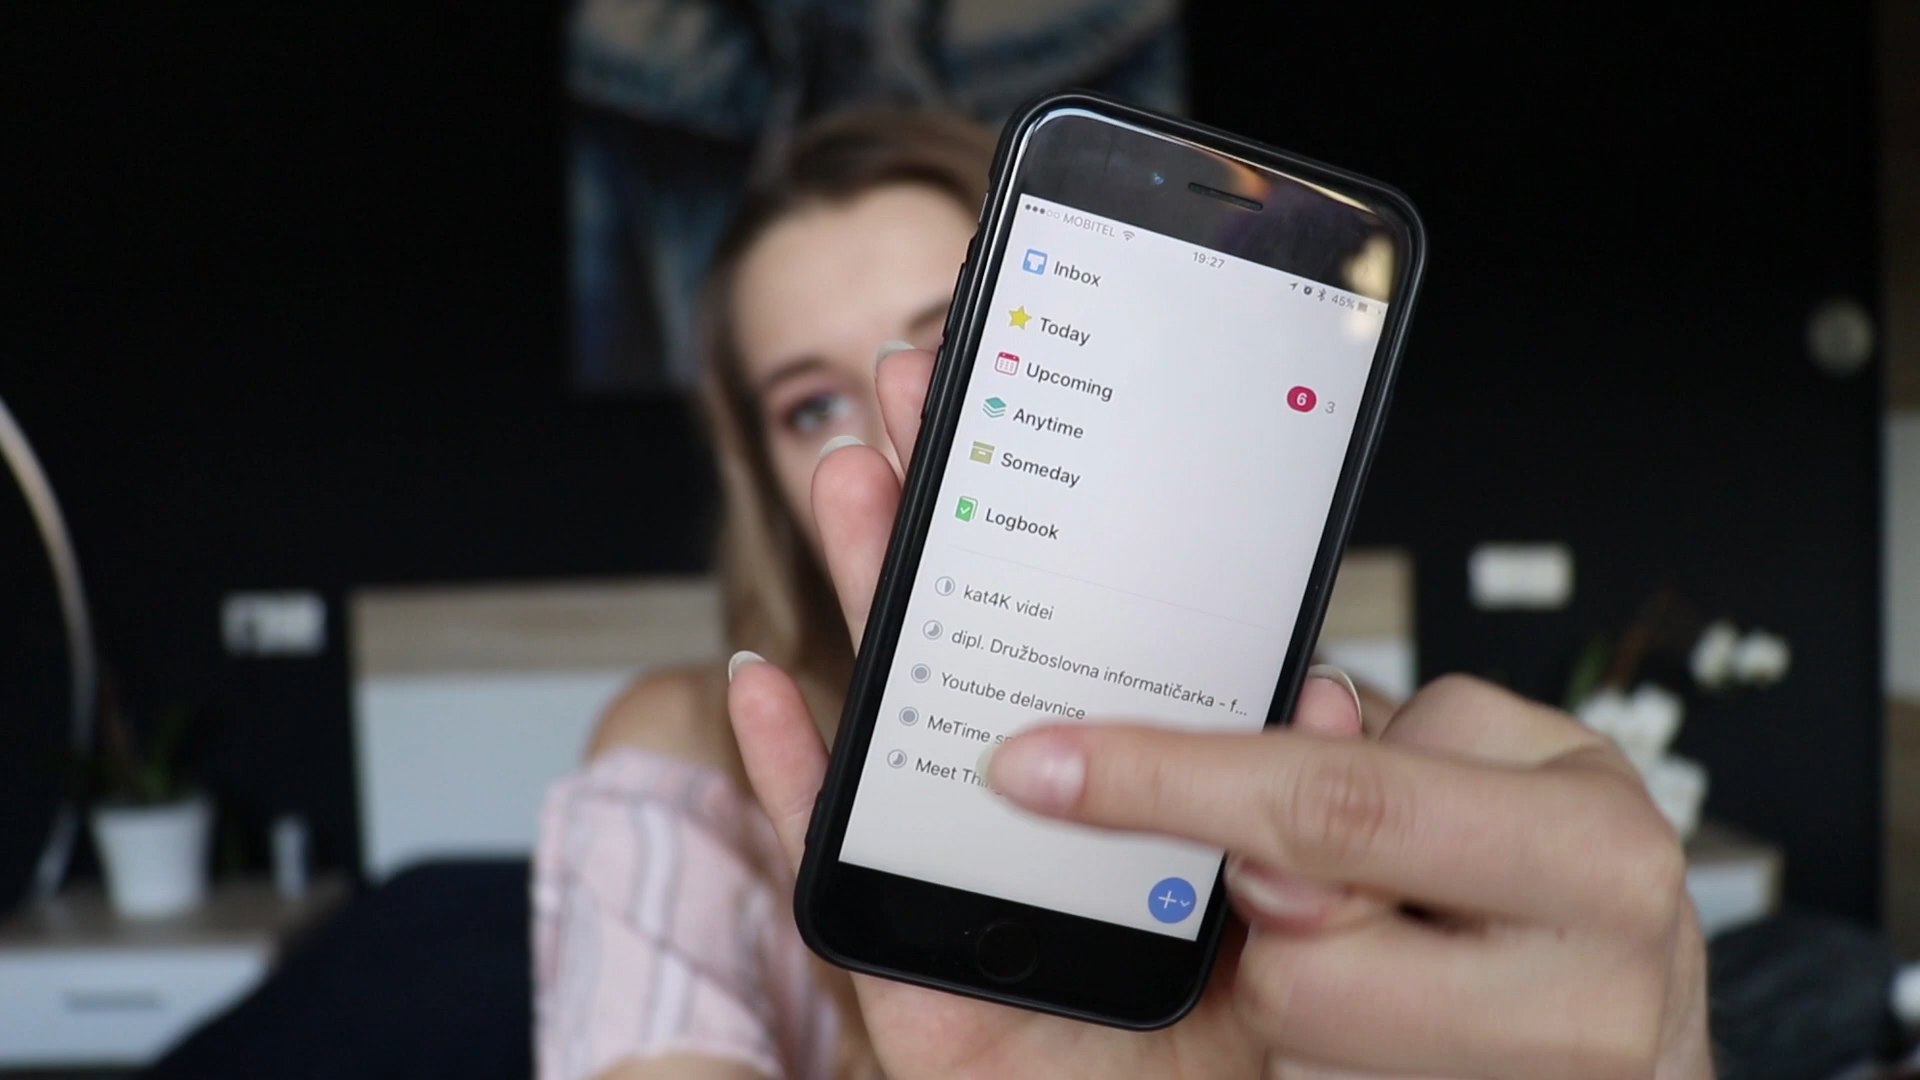 MOBITEL
19:27
45%
Inbox
Today
6 3
Upcoming
Anytime
Someday
Logbook
kat4K videi
dipl. Družboslovna informatičarka - f...
Youtube delavnice
MeTime
Meet